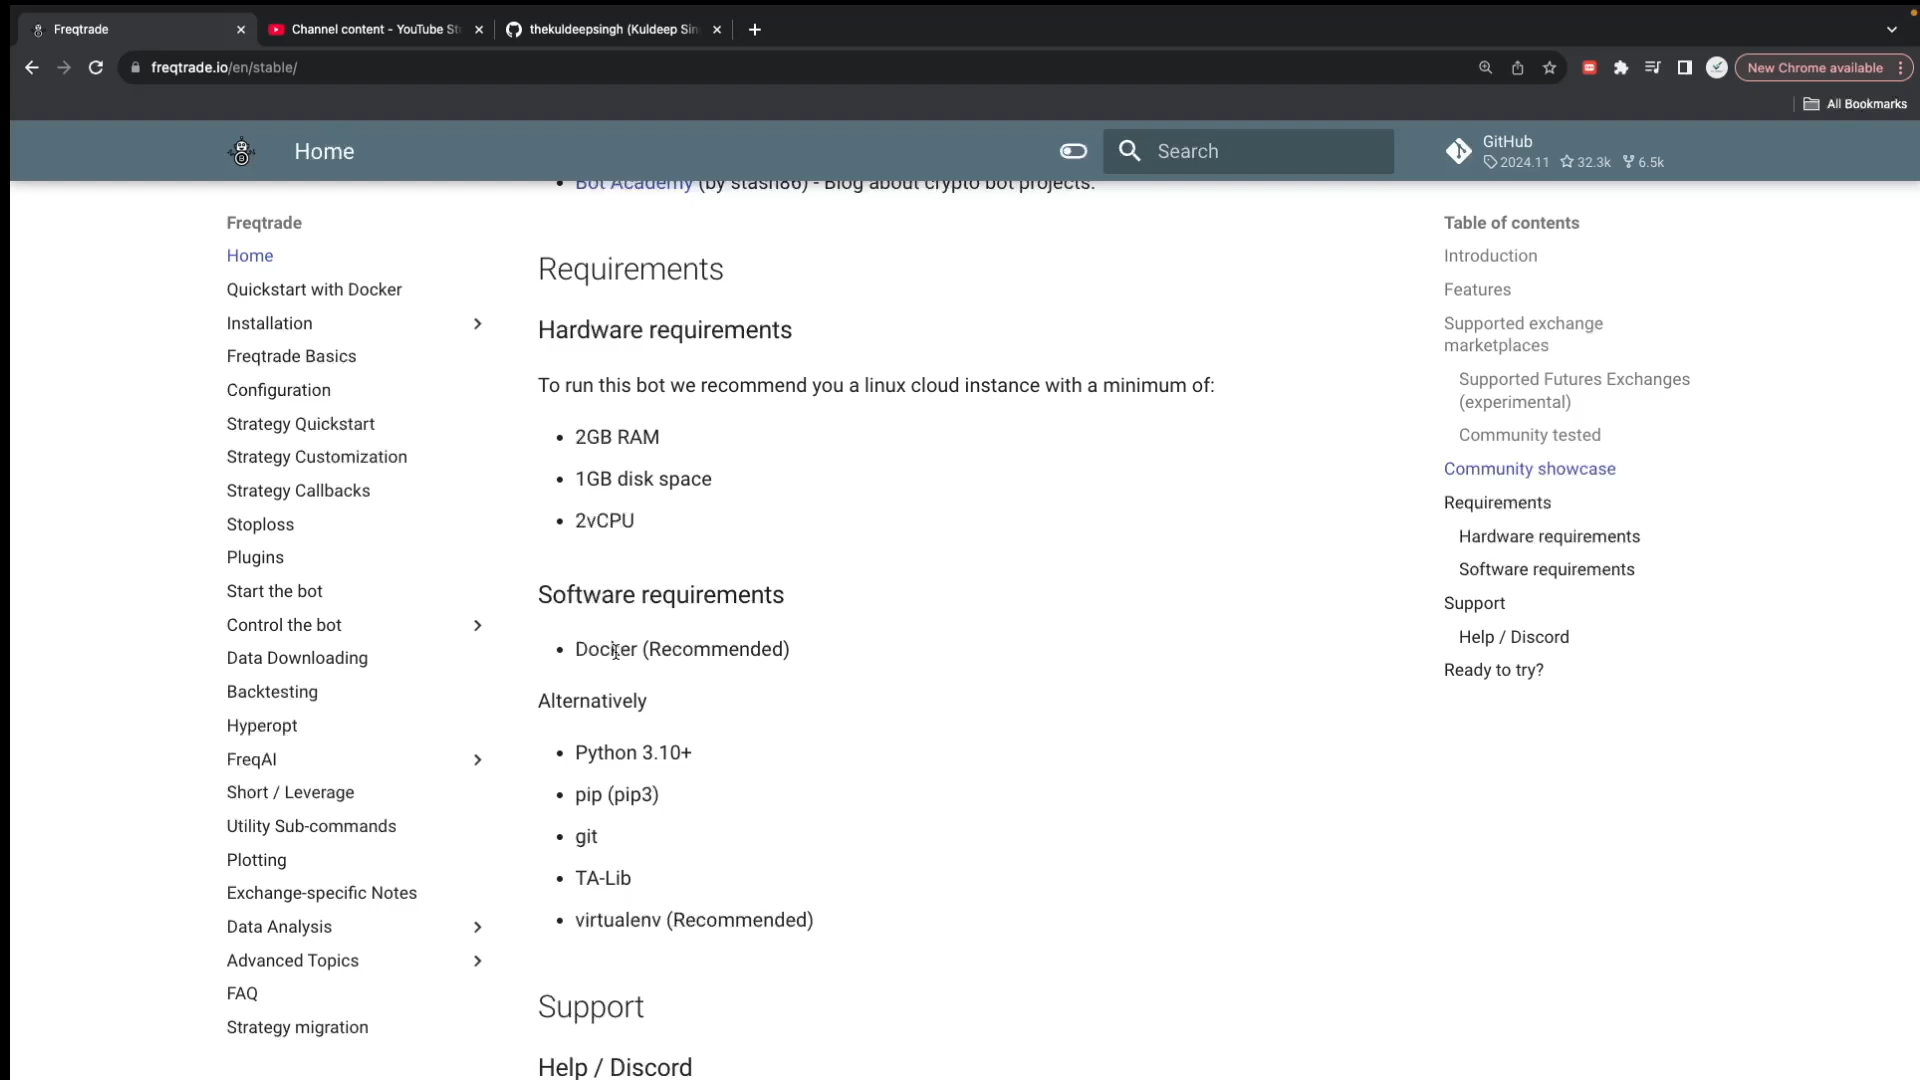 Freqtrade
Channel content - YouTube St
thekuldeepsingh (Kuldeep Sin
freqtrade.io/en/stable/
New Chrome available
All Bookmarks
Home
Search
GitHub
2024.11 32.3k 6.5k
Bot Academy (by stash86) - Blog about crypto bot projects.
Freqtrade
Home
Quickstart with Docker
Installation
Freqtrade Basics
Configuration
Strategy Quickstart
Strategy Customization
Strategy Callbacks
Stoploss
Plugins
Start the bot
Control the bot
Data Downloading
Backtesting
Hyperopt
FreqAI
Short / Leverage
Utility Sub-commands
Plotting
Exchange-specific Notes
Data Analysis
Advanced Topics
FAQ
Strategy migration
Requirements
Hardware requirements
To run this bot we recommend you a linux cloud instance with a minimum of:
• 2GB RAM
• 1GB disk space
• 2vCPU
Software requirements
• Docker (Recommended)
Alternatively
• Python 3.10+
• pip (pip3)
• git
• TA-Lib
• virtualenv (Recommended)
Support
Help / Discord
Table of contents
Introduction
Features
Supported exchange
marketplaces
Supported Futures Exchanges
(experimental)
Community tested
Community showcase
Requirements
Hardware requirements
Software requirements
Support
Help / Discord
Ready to try?